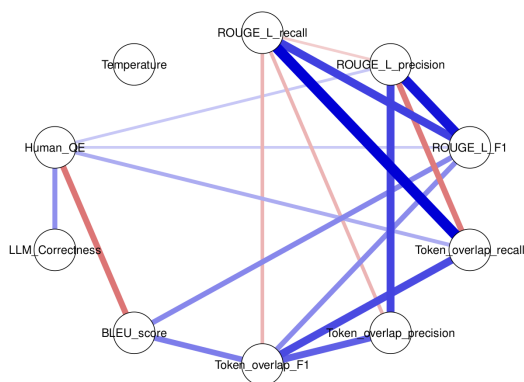 ROUGE_L_recall
Temperature
ROUGE_L_precision
Human_QE
ROUGE_L_F1
LLM_Correctness
Token_overlap_recall
BLEU_score
Token_overlap_precision
Token_overlap_F1